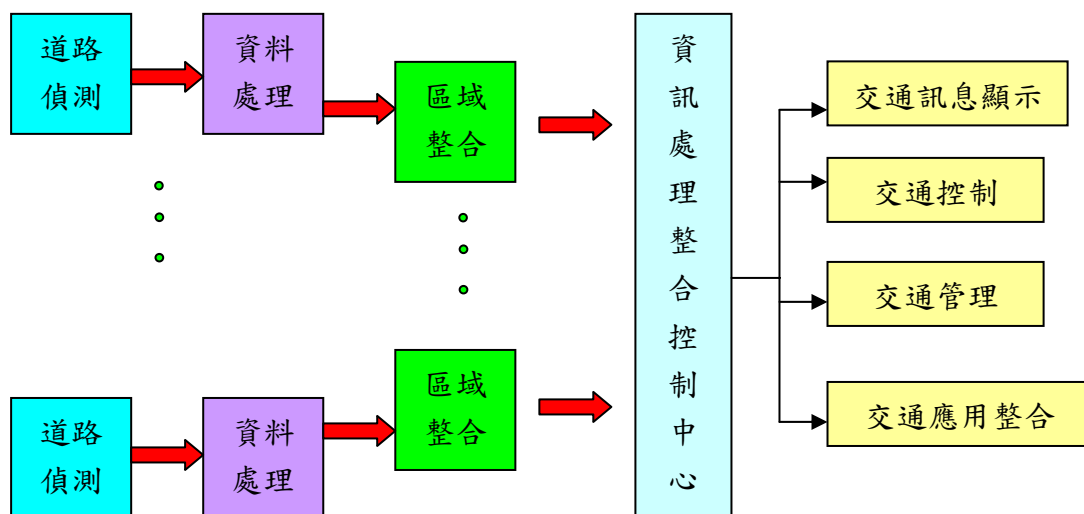 道路
偵測
資料
處理
區域
整合
資訊處理整合控制中心
交通訊息顯示
交通控制
交通管理
交通應用整合
道路
偵測
資料
處理
區域
整合